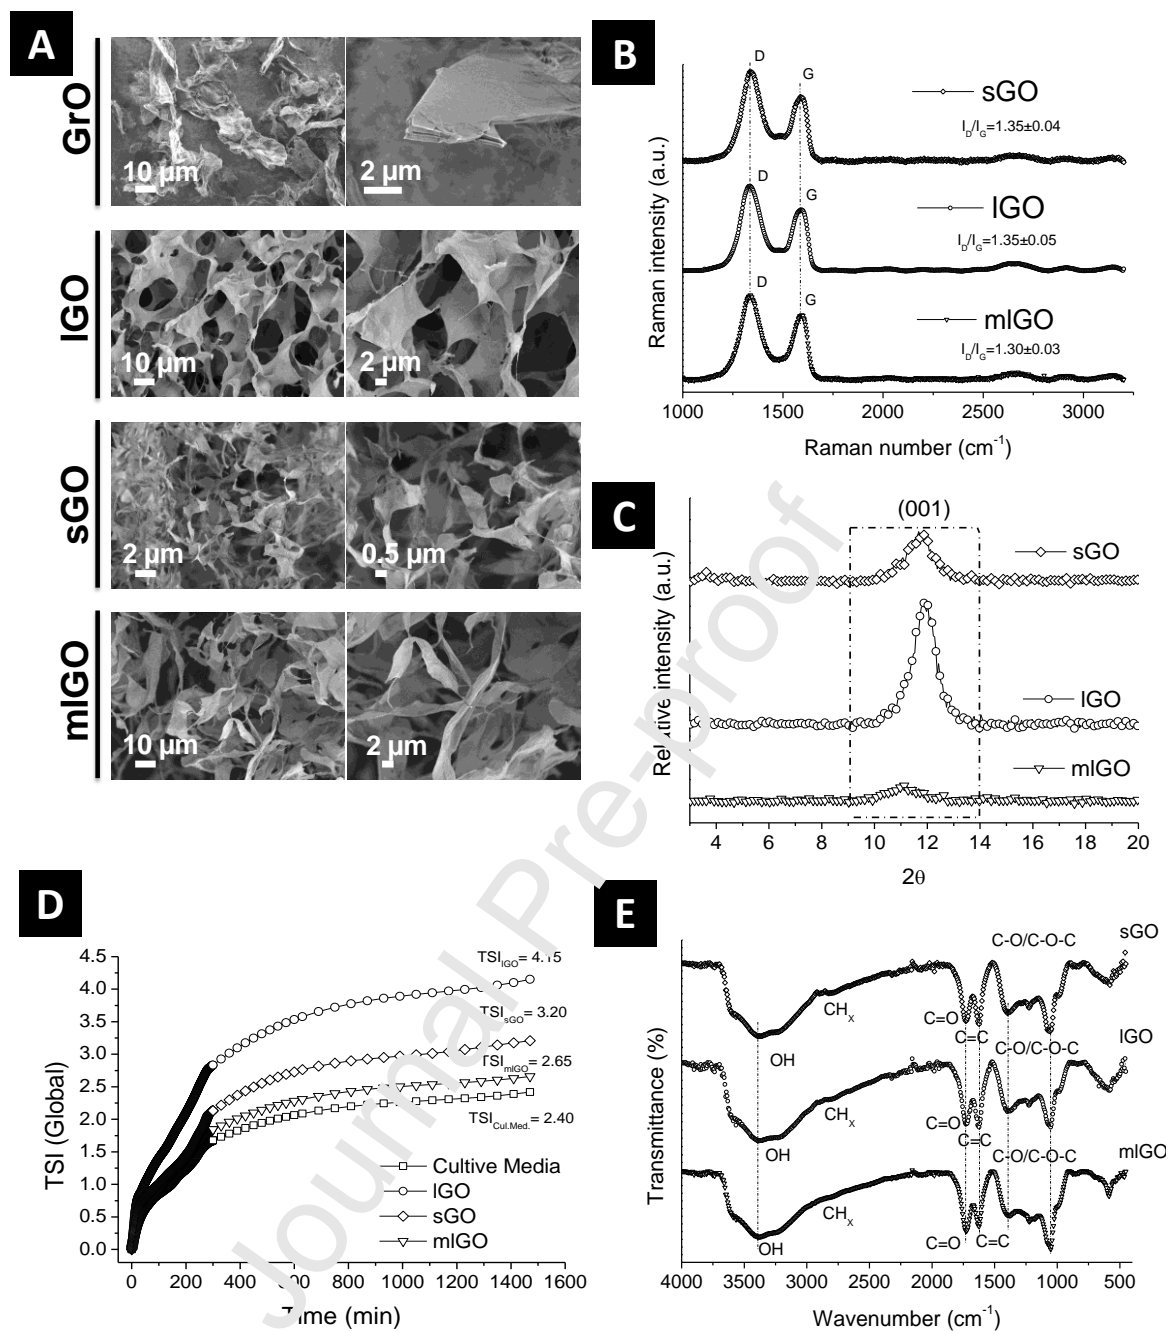 A
GrO
10 µm
2 µm
lGO
10 µm
2 µm
sGO
2 µm
0.5 µm
mlGO
10 µm
2 µm
B
D
G
sGO
I_D/I_G=1.35±0.04
D
G
lGO
I_D/I_G=1.35±0.05
D
G
mlGO
I_D/I_G=1.30±0.03
Raman intensity (a.u.)
1000 1500 2000 2500 3000
Raman number (cm⁻¹)
C
(001)
sGO
lGO
mlGO
Relative intensity (a.u.)
4 6 8 10 12 14 16 18 20
2θ
D
TSI (Global)
4.5
4.0
3.5
3.0
2.5
2.0
1.5
1.0
0.5
0.0
TSI_lGO= 4.15
TSI_sGO= 3.20
TSI_mlGO= 2.65
TSI_Cul.Med.= 2.40
Cultive Media
lGO
sGO
mlGO
0 200 400 600 800 1000 1200 1400 1600
Time (min)
E
C-O/C-O-C
sGO
CH_X
C=O
C=C
OH
C-O/C-O-C
lGO
CH_X
C=O
C=C
OH
C-O/C-O-C
mlGO
CH_X
C=O
C=C
OH
Transmittance (%)
4000 3500 3000 2500 2000 1500 1000 500
Wavenumber (cm⁻¹)
Journal Pre-proof